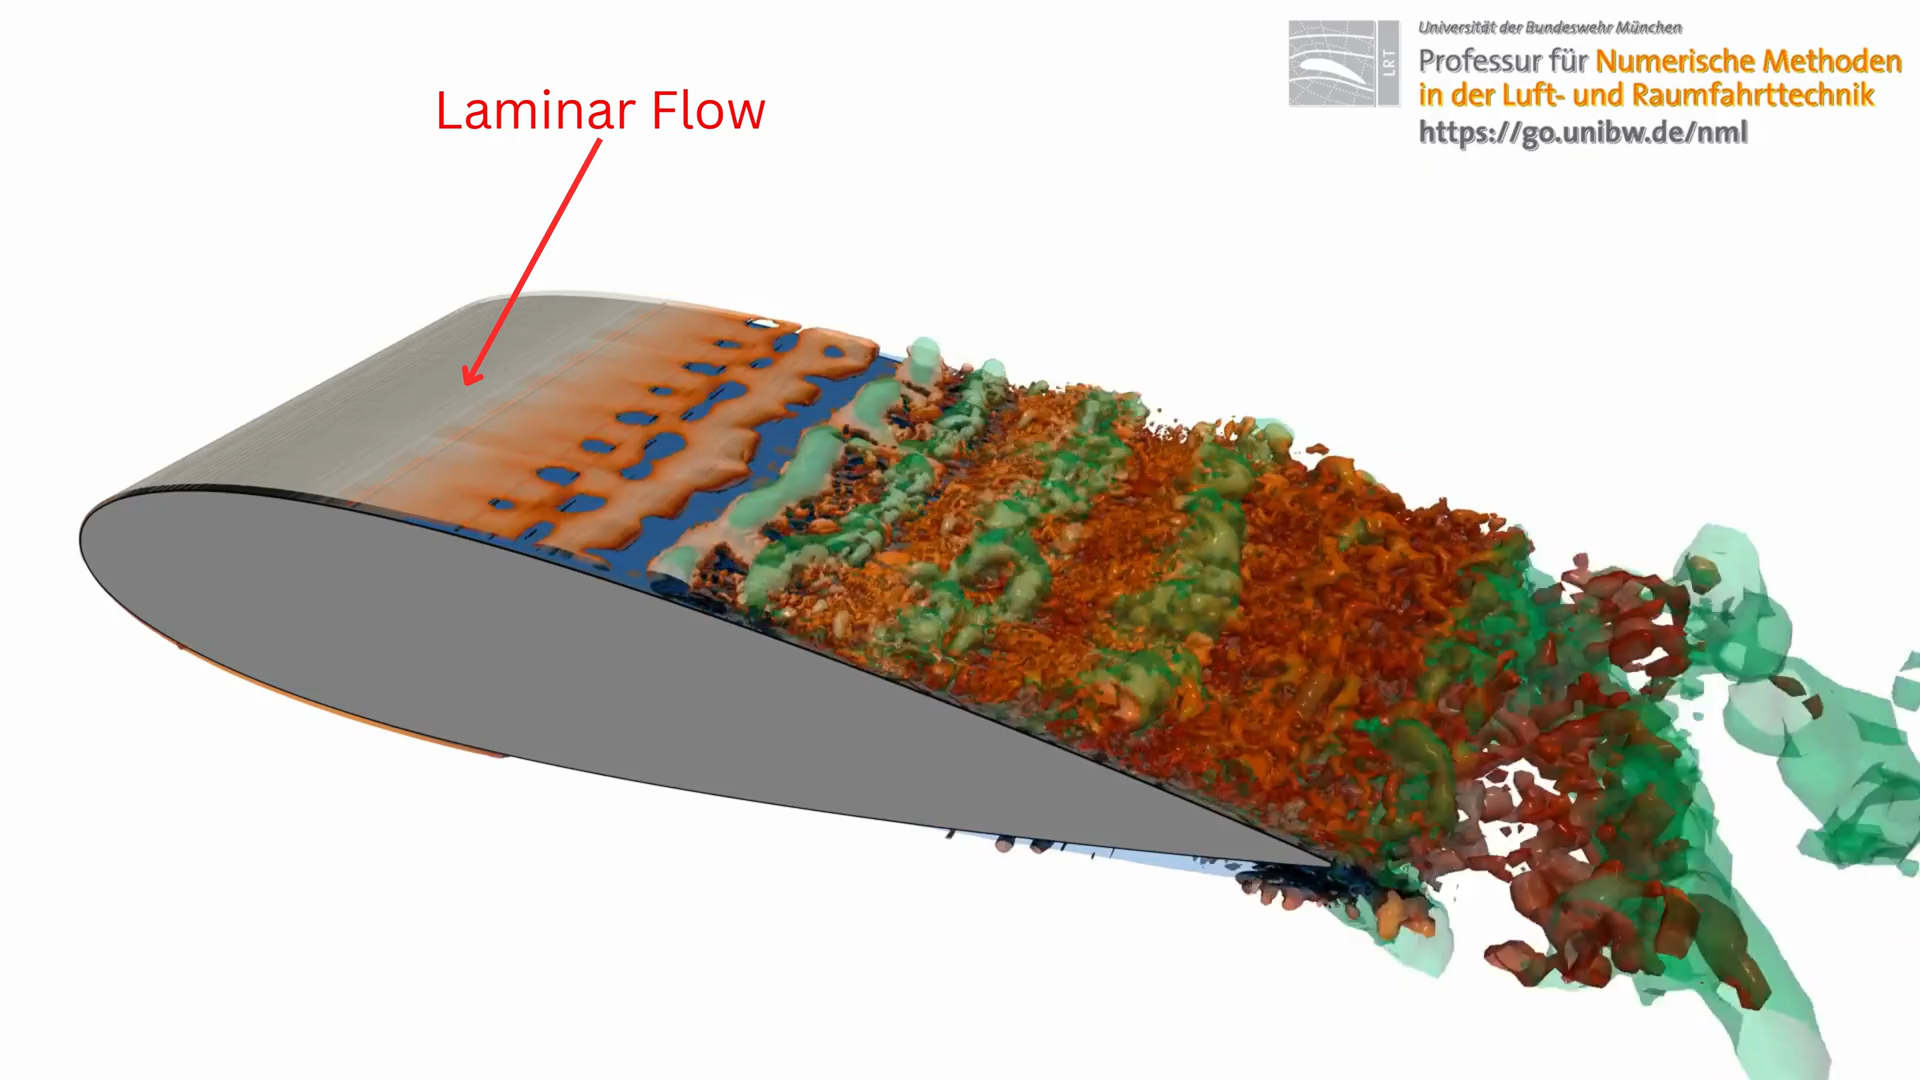 Universität der Bundeswehr München
Professur für Numerische Methoden
in der Luft- und Raumfahrttechnik
https://go.unibw.de/nml
LRT
Laminar Flow